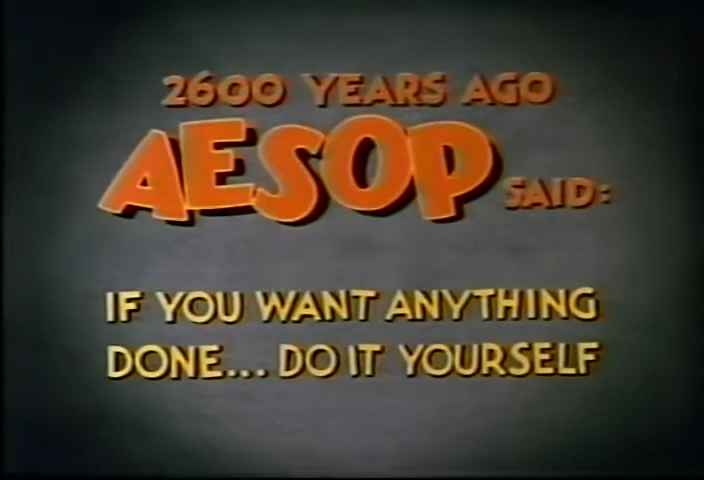 2600 YEARS AGO
AESOP SAID:
IF YOU WANT ANYTHING
DONE... DO IT YOURSELF